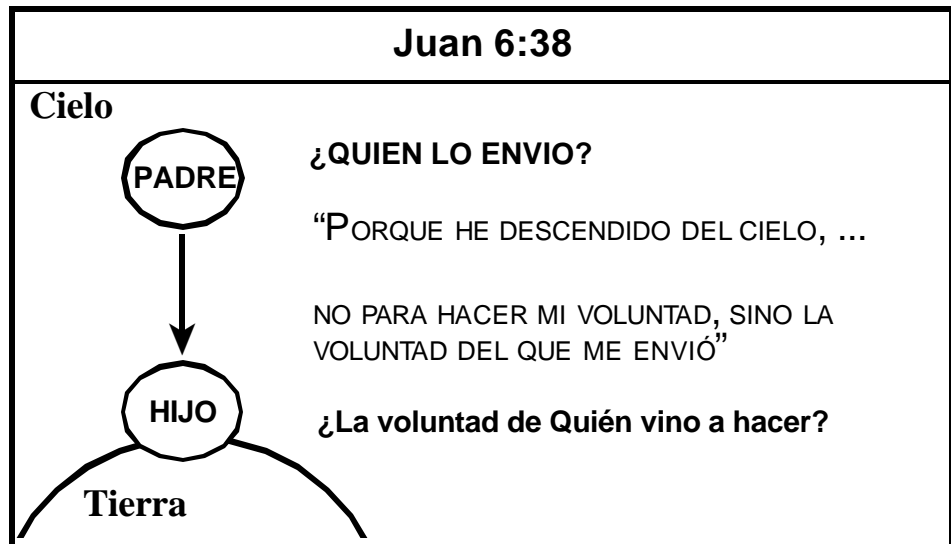 Juan 6:38
Cielo
PADRE
¿QUIEN LO ENVIO?
“PORQUE HE DESCENDIDO DEL CIELO, ...
NO PARA HACER MI VOLUNTAD, SINO LA
VOLUNTAD DEL QUE ME ENVIÓ”
HIJO
¿La voluntad de Quién vino a hacer?
Tierra